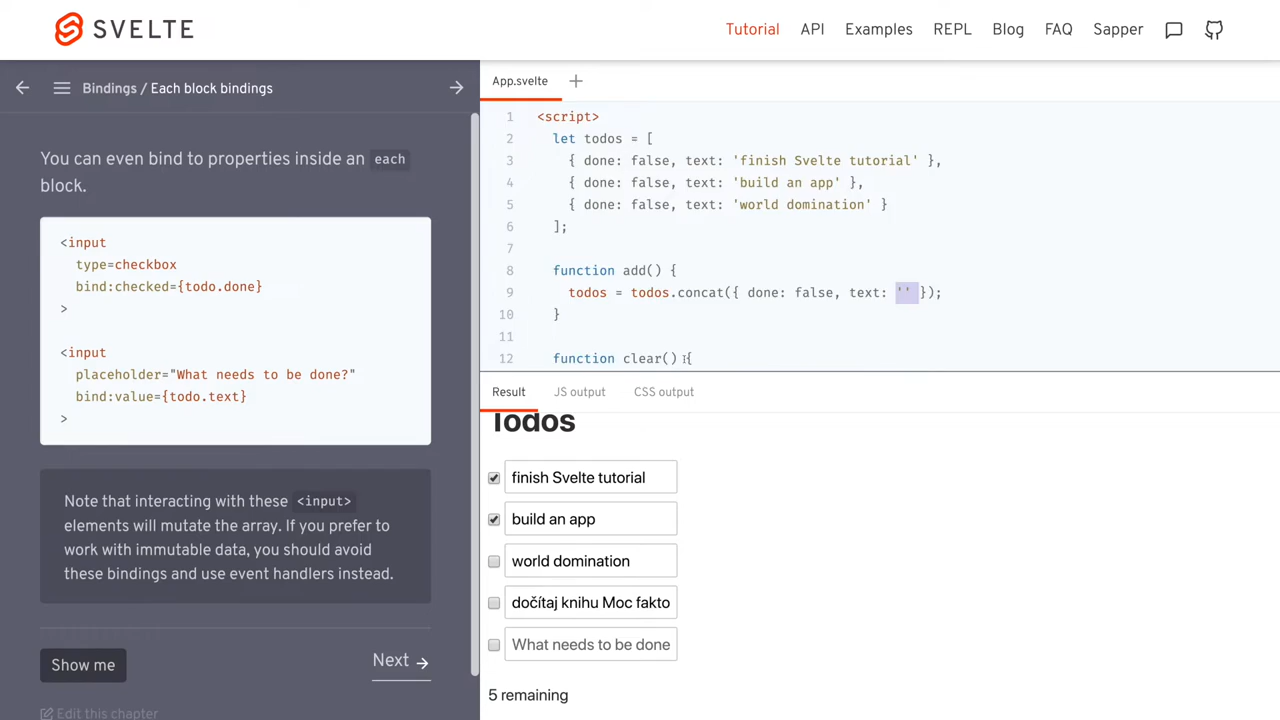 SVELTE
Tutorial API Examples REPL Blog FAQ Sapper
Bindings / Each block bindings
You can even bind to properties inside an each
block.
<input
type=checkbox
bind:checked={todo.done}
>
<input
placeholder="What needs to be done?"
bind:value={todo.text}
>
Note that interacting with these <input>
elements will mutate the array. If you prefer to
work with immutable data, you should avoid
these bindings and use event handlers instead.
Show me
Next
Edit this chapter
App.svelte
1 <script>
2 let todos = [
3 { done: false, text: 'finish Svelte tutorial' },
4 { done: false, text: 'build an app' },
5 { done: false, text: 'world domination' }
6 ];
7
8 function add() {
9 todos = todos.concat({ done: false, text: '' });
10 }
11
12 function clear() {
Result JS output CSS output
Todos
finish Svelte tutorial
build an app
world domination
dočítaj knihu Moc fakto
What needs to be done
5 remaining